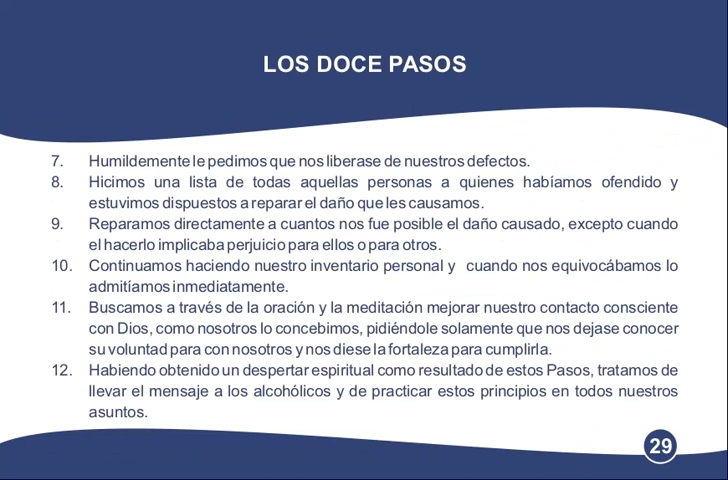 LOS DOCE PASOS
7. Humildemente le pedimos que nos liberase de nuestros defectos.
8. Hicimos una lista de todas aquellas personas a quienes habíamos ofendido y
estuvimos dispuestos a reparar el daño que les causamos.
9. Reparamos directamente a cuantos nos fue posible el daño causado, excepto cuando
el hacerlo implicaba perjuicio para ellos o para otros.
10. Continuamos haciendo nuestro inventario personal y cuando nos equivocábamos lo
admitíamos inmediatamente.
11. Buscamos a través de la oración y la meditación mejorar nuestro contacto consciente
con Dios, como nosotros lo concebimos, pidiéndole solamente que nos dejase conocer
su voluntad para con nosotros y nos diese la fortaleza para cumplirla.
12. Habiendo obtenido un despertar espiritual como resultado de estos Pasos, tratamos de
llevar el mensaje a los alcohólicos y de practicar estos principios en todos nuestros
asuntos.
29